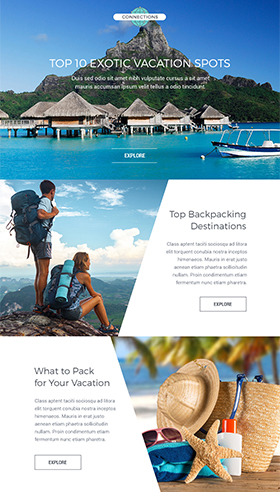 CONNECTIONS
TOP 10 EXOTIC VACATION SPOTS
Duis sed odio sit amet nibh vulputate cursus a sit amet
mauris accumsan ipsum velit tellus a odio tincidunt.
EXPLORE
Top Backpacking
Destinations
Class aptent taciti sociosqu ad litora
elit torquent conubia nostra inceptos
himenaeos. Mauris in erat justo
aenean etiam pharetra sollicitudin
nullam. Proin condimentum fermentum
nunc etiam pharetra.
EXPLORE
What to Pack
for Your Vacation
Class aptent taciti sociosqu ad litora
elit torquent conubia nostra inceptos
himenaeos. Mauris in erat justo
aenean etiam pharetra sollicitudin
nullam. Proin condimentum etiam
fermentum nunc pharetra.
EXPLORE